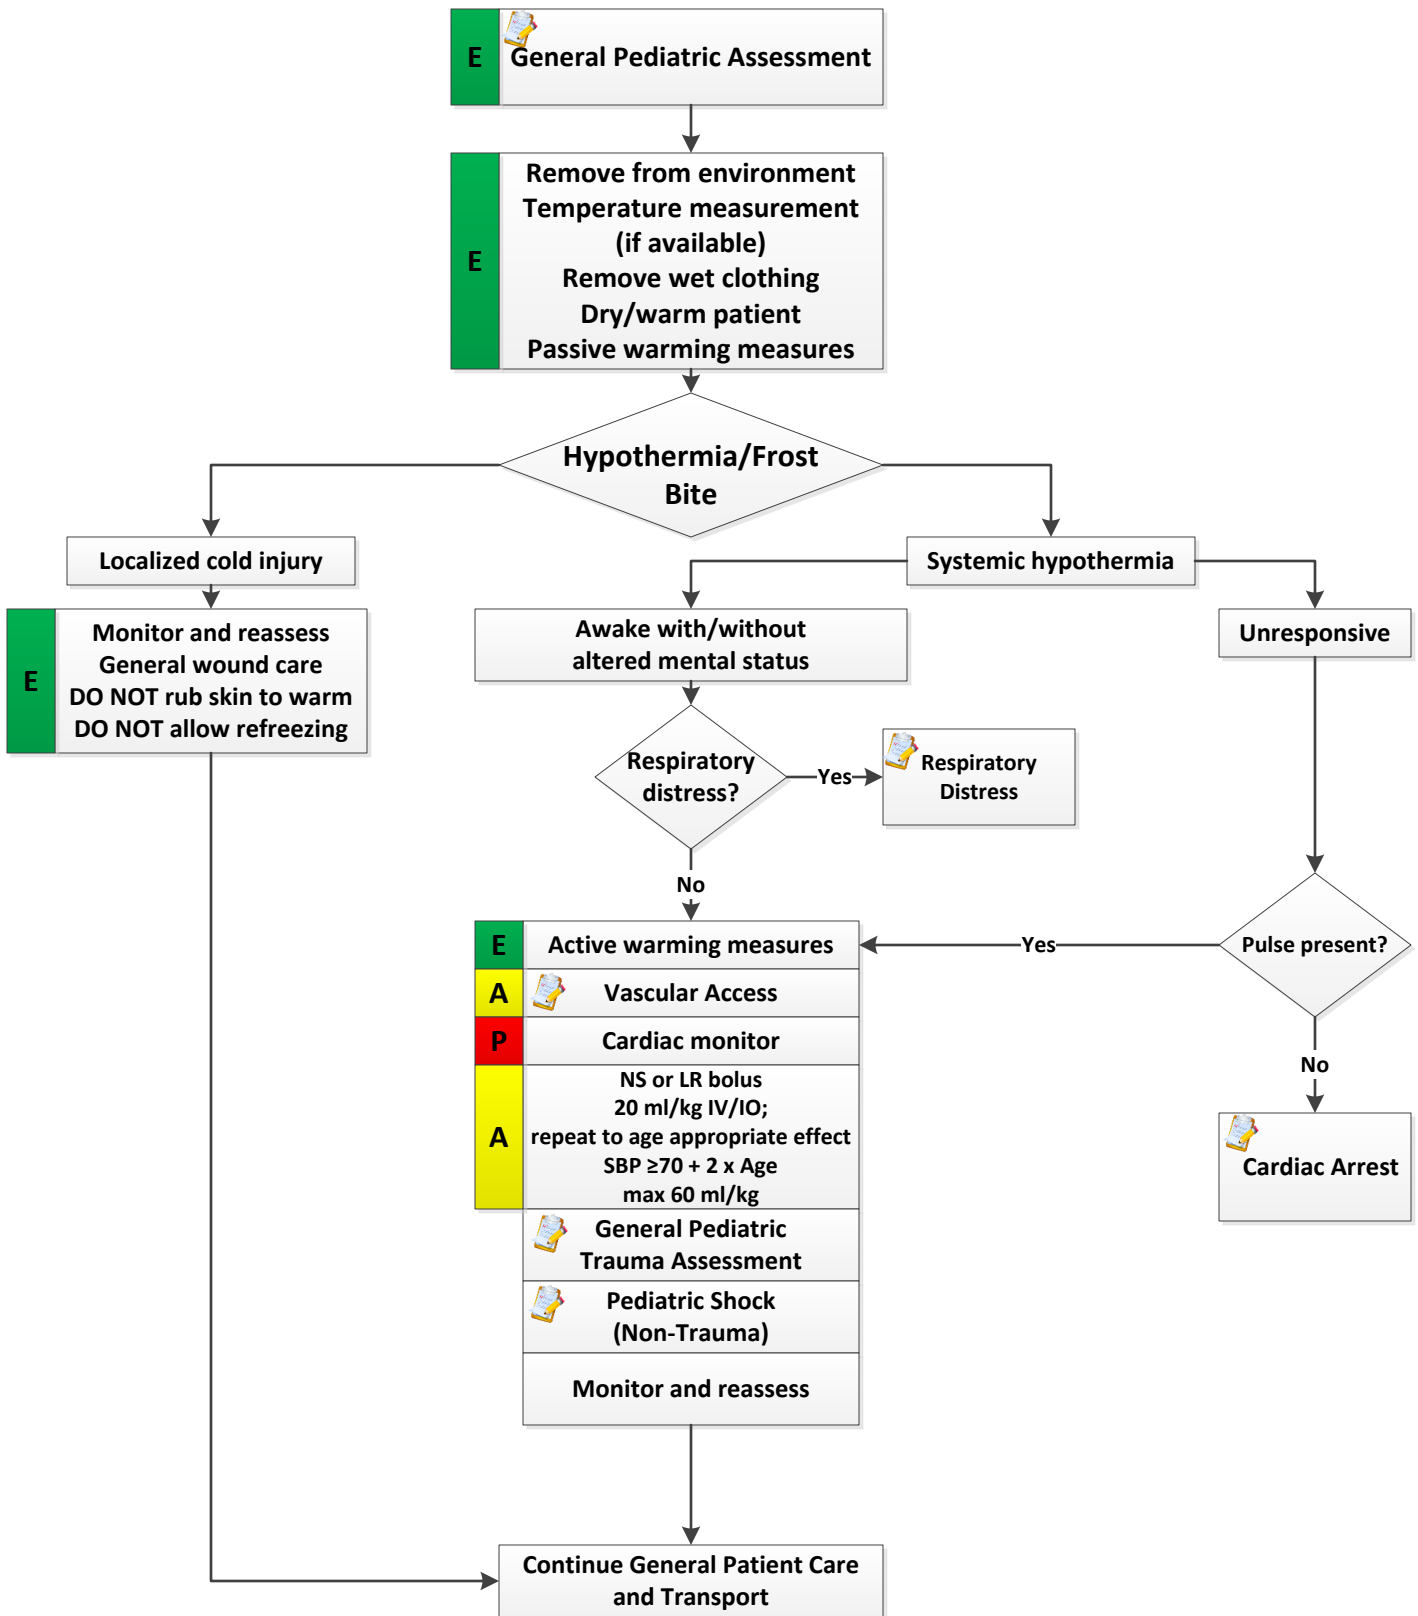 E
General Pediatric Assessment
E
Remove from environment
Temperature measurement
(if available)
Remove wet clothing
Dry/warm patient
Passive warming measures
Hypothermia/Frost
Bite
Localized cold injury
Systemic hypothermia
E
Monitor and reassess
General wound care
DO NOT rub skin to warm
DO NOT allow refreezing
Awake with/without
altered mental status
Unresponsive
Respiratory
distress?
Yes
Respiratory
Distress
No
E
Active warming measures
Yes
Pulse present?
A
Vascular Access
P
Cardiac monitor
No
A
NS or LR bolus
20 ml/kg IV/IO;
repeat to age appropriate effect
SBP ≥70 + 2 x Age
max 60 ml/kg
Cardiac Arrest
General Pediatric
Trauma Assessment
Pediatric Shock
(Non-Trauma)
Monitor and reassess
Continue General Patient Care
and Transport